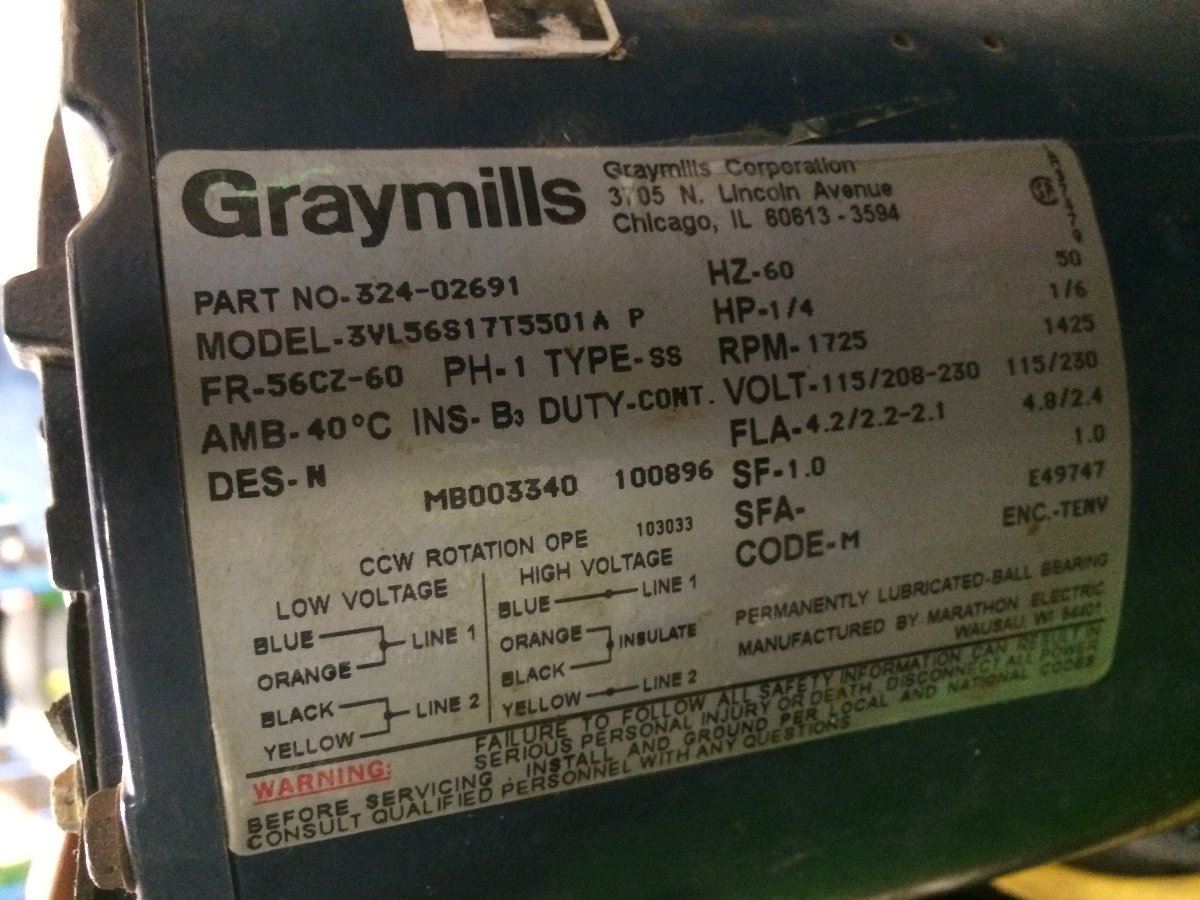 Graymills
Graymills Corporation
3705 N. Lincoln Avenue
Chicago, IL 60613-3594
PART NO-324-02691
MODEL-3VL56S17T5501A P
FR-56CZ-60 PH-1 TYPE-SS
AMB-40°C INS-B3 DUTY-CONT.
DES-N
MB003340 100896
HZ-60 50
HP-1/4 1/6
RPM-1725 1425
VOLT-115/208-230 115/230
FLA-4.2/2.2-2.1 4.8/2.4
SF-1.0 1.0
SFA- E49747
CODE-M ENC.-TENV
CCW ROTATION OPE 103033
LOW VOLTAGE
BLUE LINE 1
ORANGE
BLACK LINE 2
YELLOW
HIGH VOLTAGE
BLUE LINE 1
ORANGE INSULATE
BLACK
YELLOW LINE 2
PERMANENTLY LUBRICATED-BALL BEARING
MANUFACTURED BY MARATHON ELECTRIC
WAUSAU, WI 54401
WARNING: FAILURE TO FOLLOW ALL SAFETY INFORMATION CAN RESULT IN
SERIOUS PERSONAL INJURY OR DEATH, DISCONNECT ALL POWER
BEFORE SERVICING. INSTALL AND GROUND PER LOCAL AND NATIONAL CODES.
CONSULT QUALIFIED PERSONNEL WITH ANY QUESTIONS